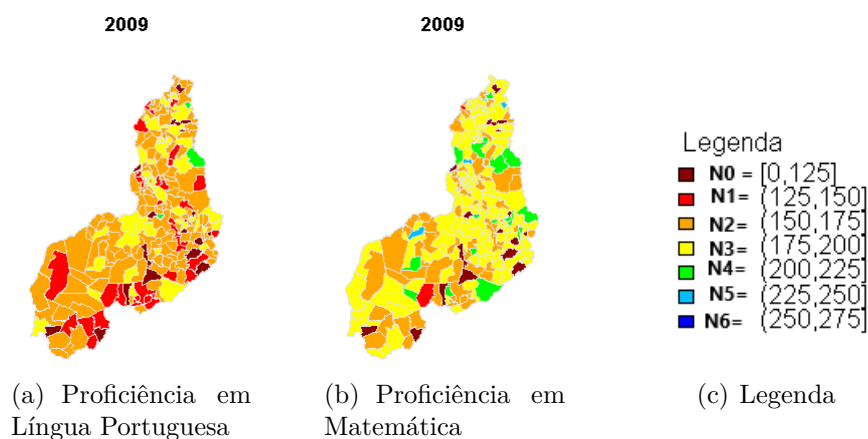 2009
2009
Legenda
N0 = [0,125]
N1= (125,150]
N2= (150,175]
N3= (175,200]
N4= (200,225]
N5= (225,250]
N6= (250,275]
(a) Proficiência em
Língua Portuguesa
(b) Proficiência em
Matemática
(c) Legenda